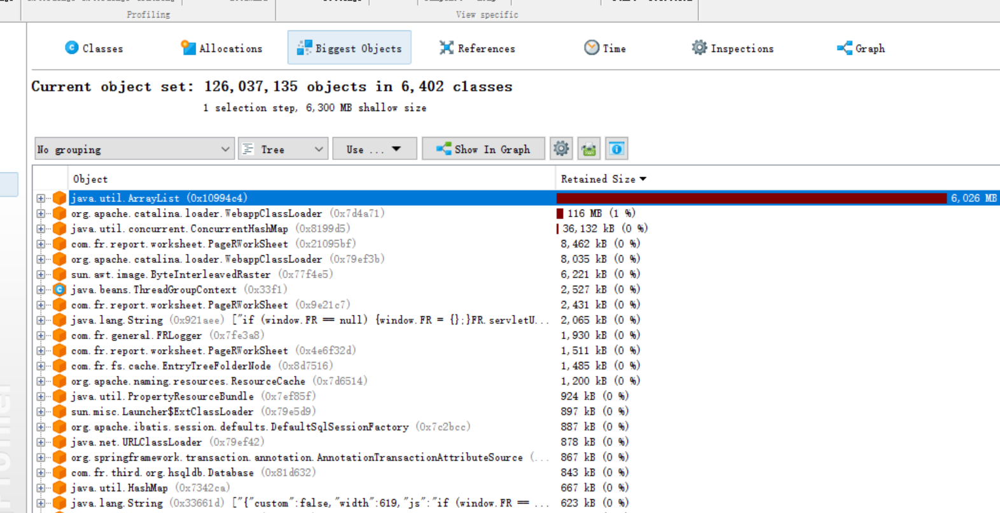 Profiling
View specific
Classes
Allocations
Biggest Objects
References
Time
Inspections
Graph
Current object set: 126,037,135 objects in 6,402 classes
1 selection step, 6,300 MB shallow size
No grouping
Tree
Use ...
Show In Graph
Object Retained Size
java.util.ArrayList (0x10994c4) 6,026 MB
org.apache.catalina.loader.WebappClassLoader (0x7d4a71) 116 MB (1 %)
java.util.concurrent.ConcurrentHashMap (0x8199d5) 36,132 kB (0 %)
com.fr.report.worksheet.PageRWorkSheet (0x21095bf) 8,462 kB (0 %)
org.apache.catalina.loader.WebappClassLoader (0x79ef3b) 8,035 kB (0 %)
sun.awt.image.ByteInterleavedRaster (0x77f4e5) 6,221 kB (0 %)
java.beans.ThreadGroupContext (0x33f1) 2,527 kB (0 %)
com.fr.report.worksheet.PageRWorkSheet (0x9e21c7) 2,431 kB (0 %)
java.lang.String (0x921aee) ["if (window.FR == null) {window.FR = {};}FR.servletU... 2,065 kB (0 %)
com.fr.general.FRLogger (0x7fe3a8) 1,930 kB (0 %)
com.fr.report.worksheet.PageRWorkSheet (0x4e6f32d) 1,511 kB (0 %)
com.fr.fs.cache.EntryTreeFolderNode (0x8d7516) 1,485 kB (0 %)
org.apache.naming.resources.ResourceCache (0x7d6514) 1,200 kB (0 %)
java.util.PropertyResourceBundle (0x7ef85f) 924 kB (0 %)
sun.misc.Launcher$ExtClassLoader (0x79e5d9) 897 kB (0 %)
org.apache.ibatis.session.defaults.DefaultSqlSessionFactory (0x7c2bcc) 887 kB (0 %)
java.net.URLClassLoader (0x79ef42) 878 kB (0 %)
org.springframework.transaction.annotation.AnnotationTransactionAttributeSource (... 867 kB (0 %)
com.fr.third.org.hsqldb.Database (0x81d632) 843 kB (0 %)
java.util.HashMap (0x7342ca) 667 kB (0 %)
java.lang.String (0x33661d) ["{"custom":false,"width":619,"js":"if (window.FR == ... 623 kB (0 %)